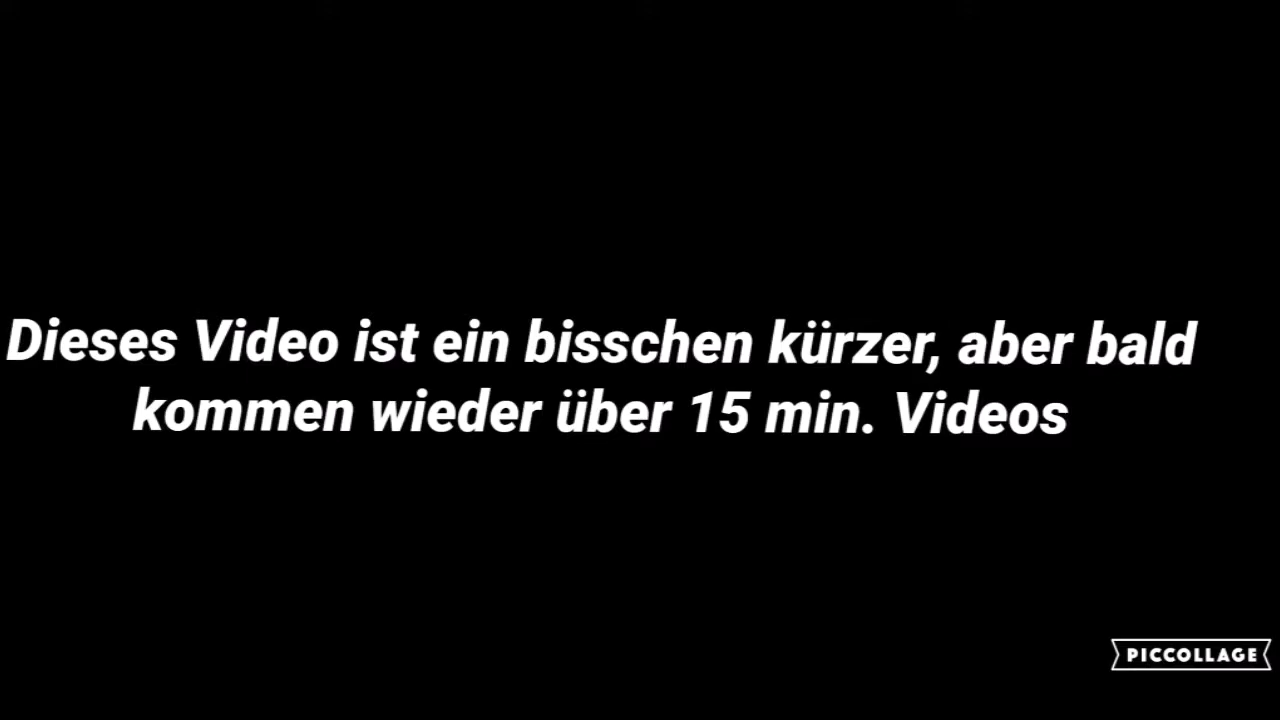 Dieses Video ist ein bisschen kürzer, aber bald
kommen wieder über 15 min. Videos
PICCOLLAGE